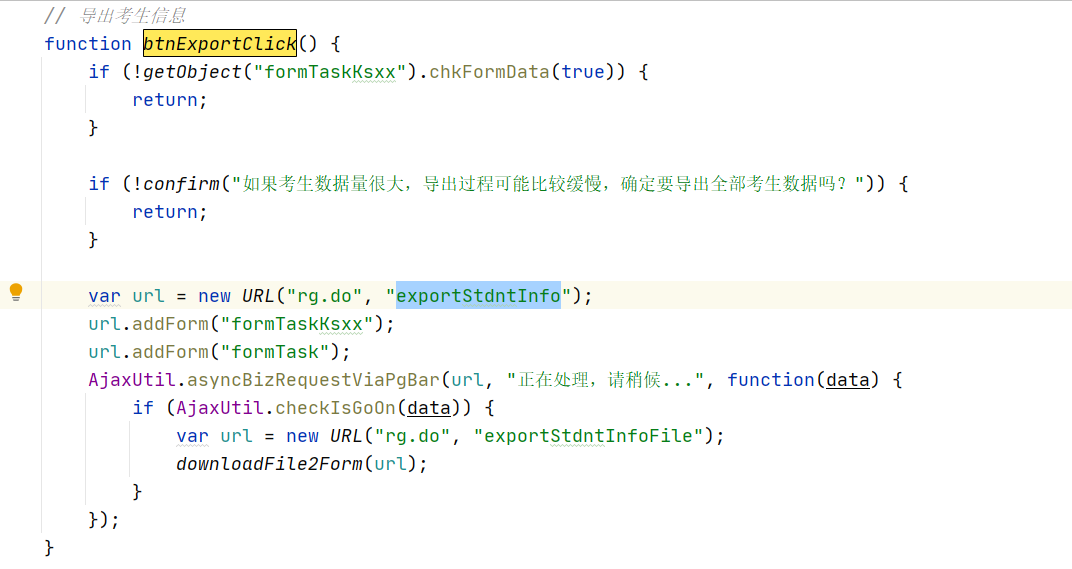 // 导出考生信息
function btnExportClick() {
if (!getObject("formTaskKsxx").chkFormData(true)) {
return;
}
if (!confirm("如果考生数据量很大，导出过程可能比较缓慢，确定要导出全部考生数据吗？")) {
return;
}
var url = new URL("rg.do", "exportStdntInfo");
url.addForm("formTaskKsxx");
url.addForm("formTask");
AjaxUtil.asyncBizRequestViaPgBar(url, "正在处理，请稍候...", function(data) {
if (AjaxUtil.checkIsGoOn(data)) {
var url = new URL("rg.do", "exportStdntInfoFile");
downloadFile2Form(url);
}
});
}